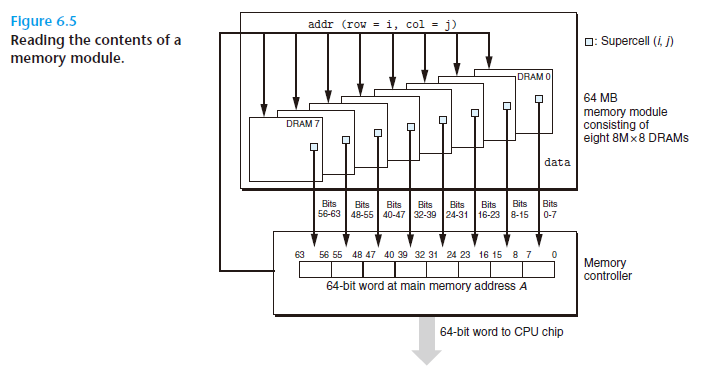 Figure 6.5
Reading the contents of a
memory module.
addr (row = i, col = j)
: Supercell (i, j)
DRAM 0
DRAM 7
64 MB
memory module
consisting of
eight 8M×8 DRAMs
data
Bits
56-63
Bits
48-55
Bits
40-47
Bits
32-39
Bits
24-31
Bits
16-23
Bits
8-15
Bits
0-7
63 56 55 48 47 40 39 32 31 24 23 16 15 8 7 0
64-bit word at main memory address A
Memory
controller
64-bit word to CPU chip